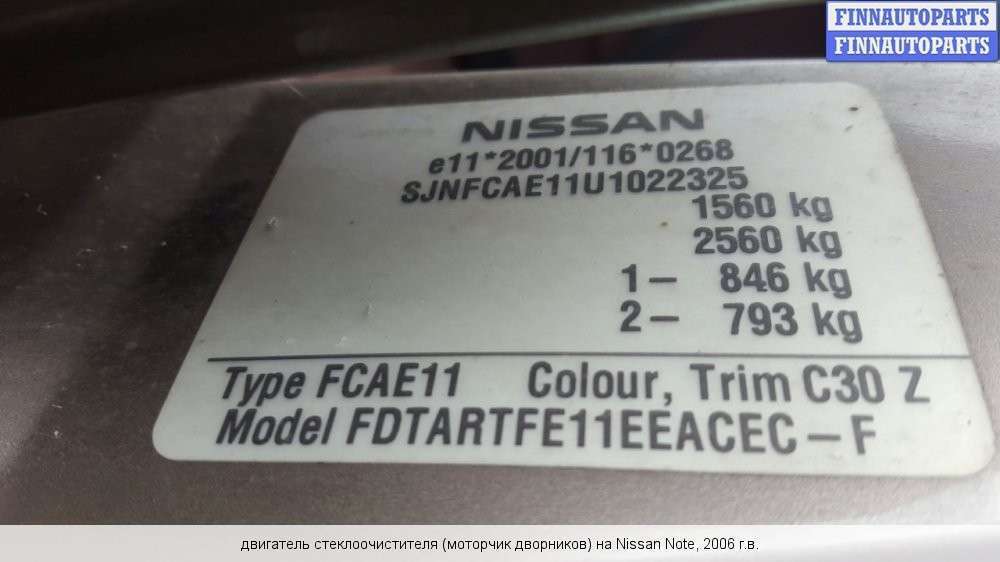 FINNAUTOPARTS
FINNAUTOPARTS
NISSAN
e11*2001/116*0268
SJNFCAE11U1022325
1560 kg
2560 kg
1– 846 kg
2– 793 kg
Type FCAE11 Colour, Trim C30 Z
Model FDTARTFE11EEACEC–F
двигатель стеклоочистителя (моторчик дворников) на Nissan Note, 2006 г.в.